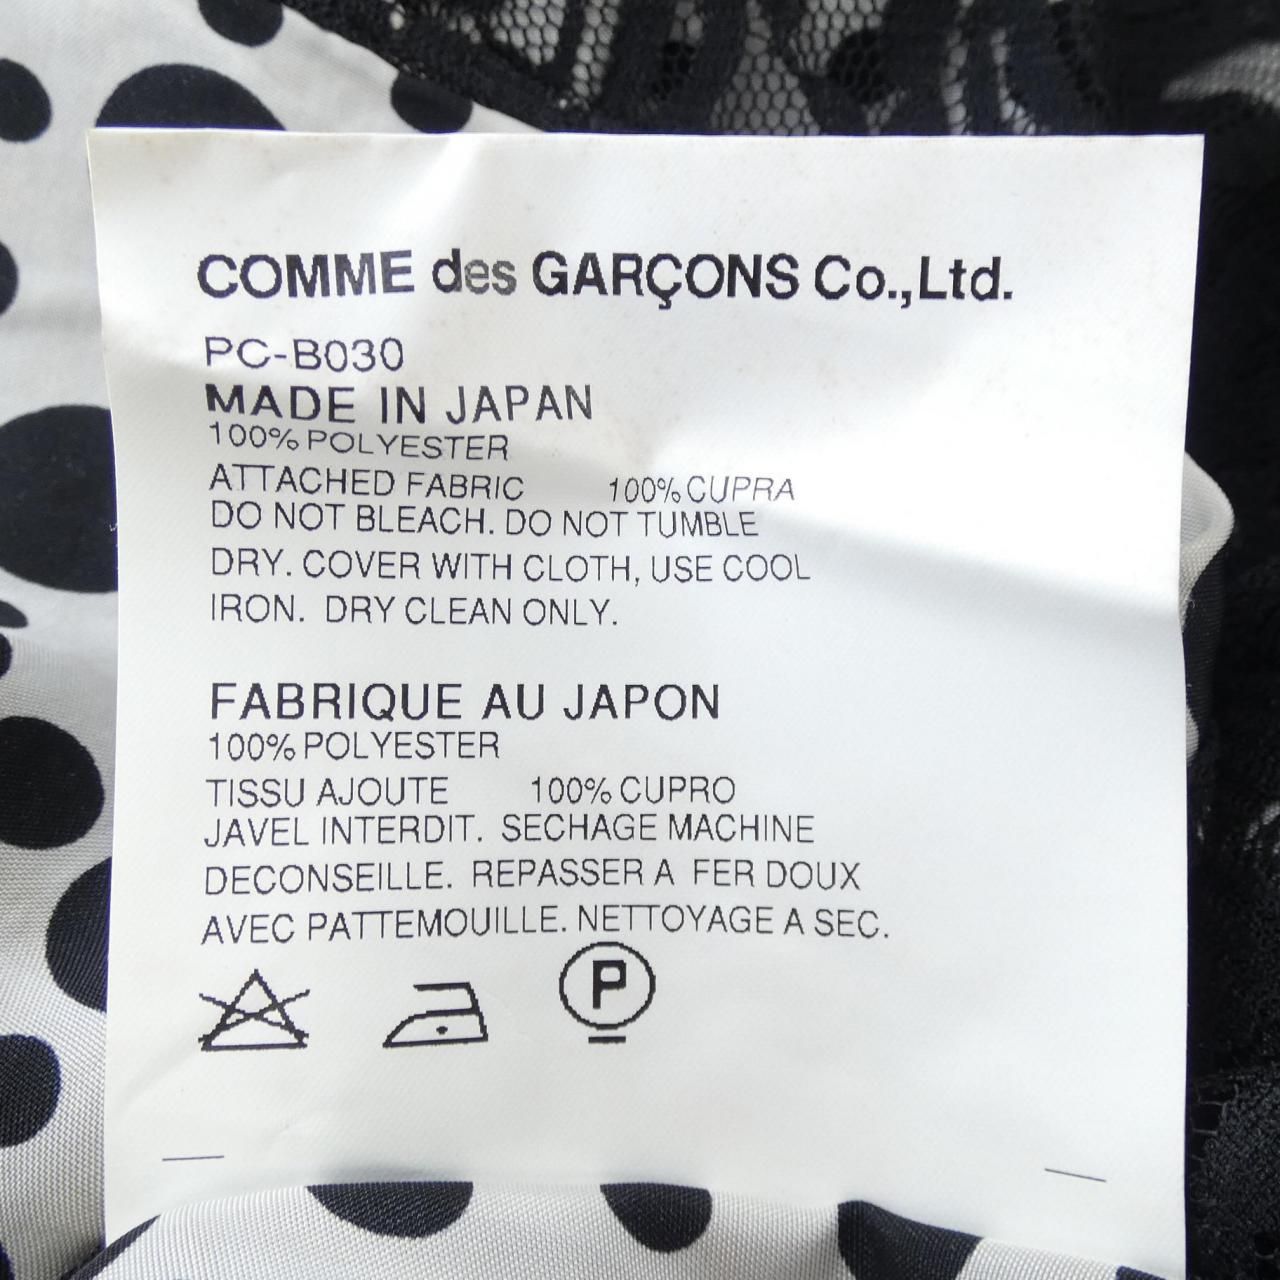 COMME des GARÇONS Co.,Ltd.
PC-B030
MADE IN JAPAN
100% POLYESTER
ATTACHED FABRIC 100% CUPRA
DO NOT BLEACH. DO NOT TUMBLE
DRY. COVER WITH CLOTH, USE COOL
IRON. DRY CLEAN ONLY.
FABRIQUE AU JAPON
100% POLYESTER
TISSU AJOUTE 100% CUPRO
JAVEL INTERDIT. SECHAGE MACHINE
DECONSEILLE. REPASSER A FER DOUX
AVEC PATTEMOUILLE. NETTOYAGE A SEC.
P